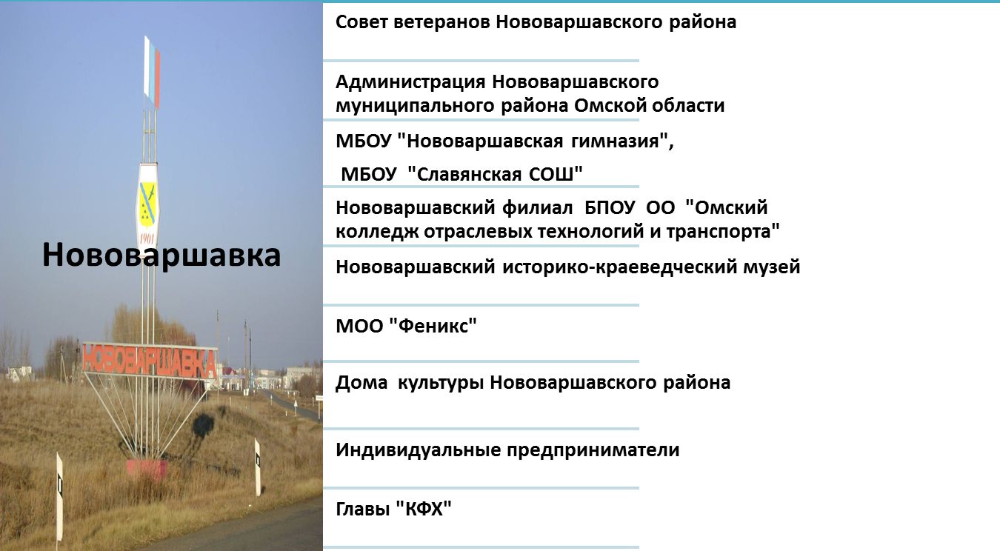 Нововаршавка
1901
НОВОВАРШАВКА
Совет ветеранов Нововаршавского района
Администрация Нововаршавского
муниципального района Омской области
МБОУ "Нововаршавская гимназия",
МБОУ "Славянская СОШ"
Нововаршавский филиал БПОУ ОО "Омский
колледж отраслевых технологий и транспорта"
Нововаршавский историко-краеведческий музей
МОО "Феникс"
Дома культуры Нововаршавского района
Индивидуальные предприниматели
Главы "КФХ"